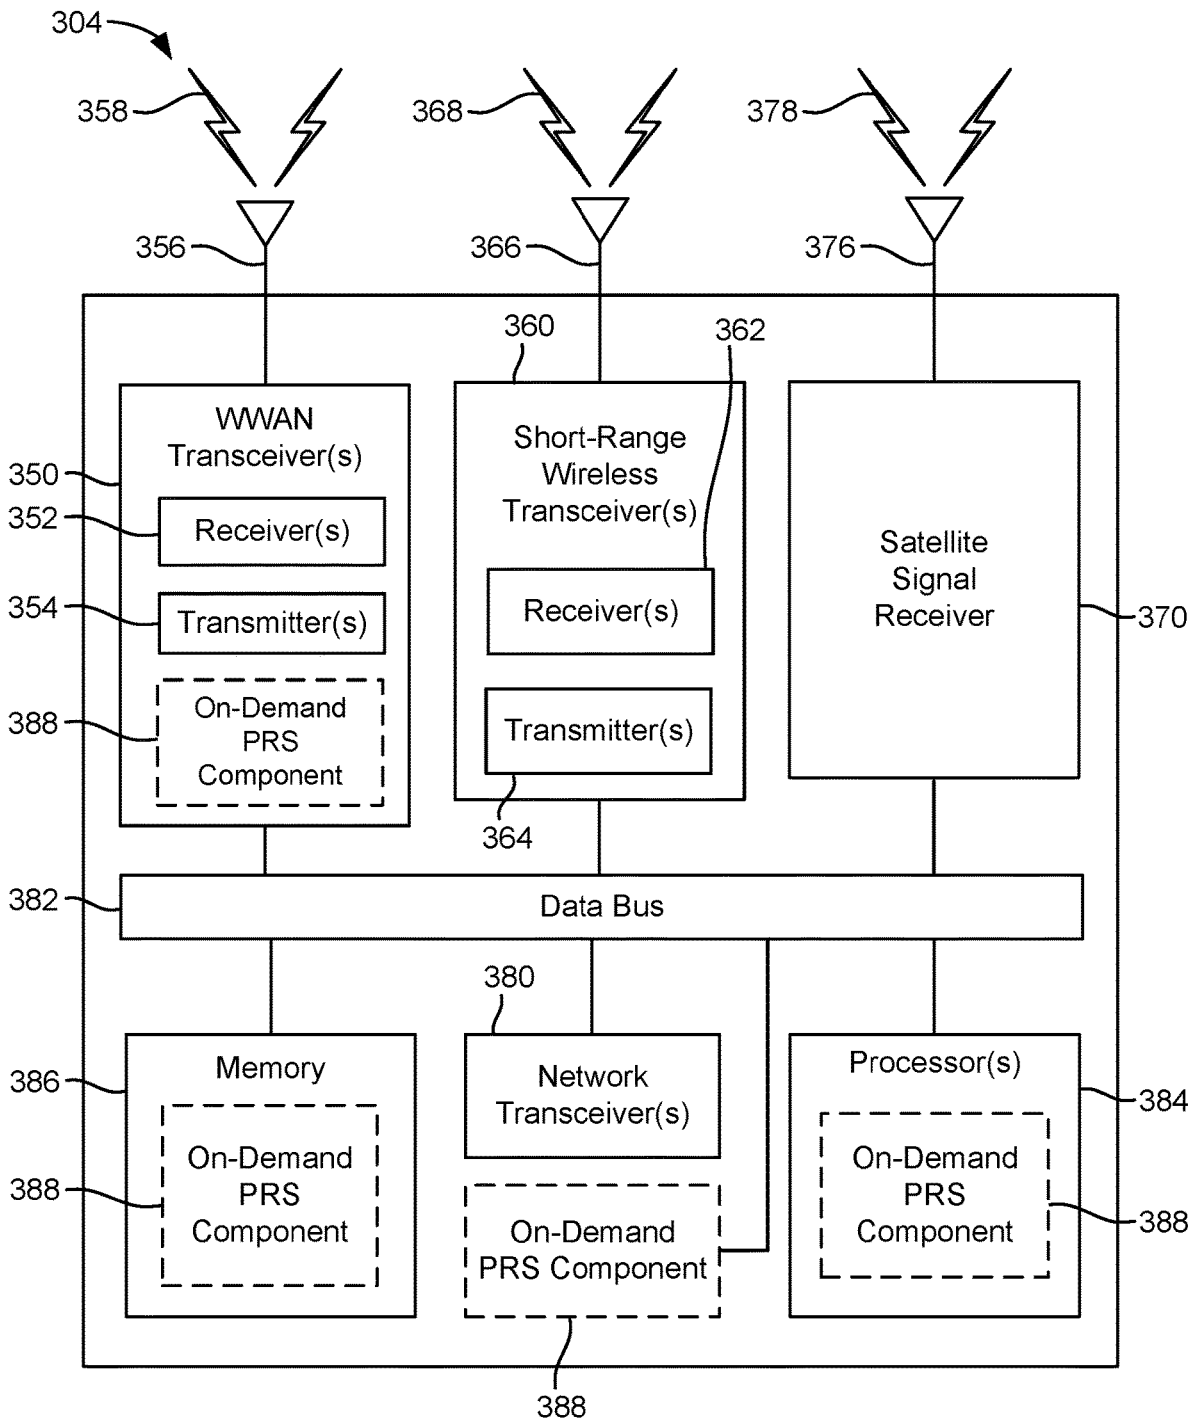 304
358
368
378
356
366
376
360
362
WWAN
Transceiver(s)
350
352
Receiver(s)
354
Transmitter(s)
388
On-Demand
PRS
Component
Short-Range
Wireless
Transceiver(s)
Receiver(s)
Transmitter(s)
364
Satellite
Signal
Receiver
370
382
Data Bus
380
386
Memory
388
On-Demand
PRS
Component
Network
Transceiver(s)
On-Demand
PRS Component
388
Processor(s)
384
On-Demand
PRS
Component
388